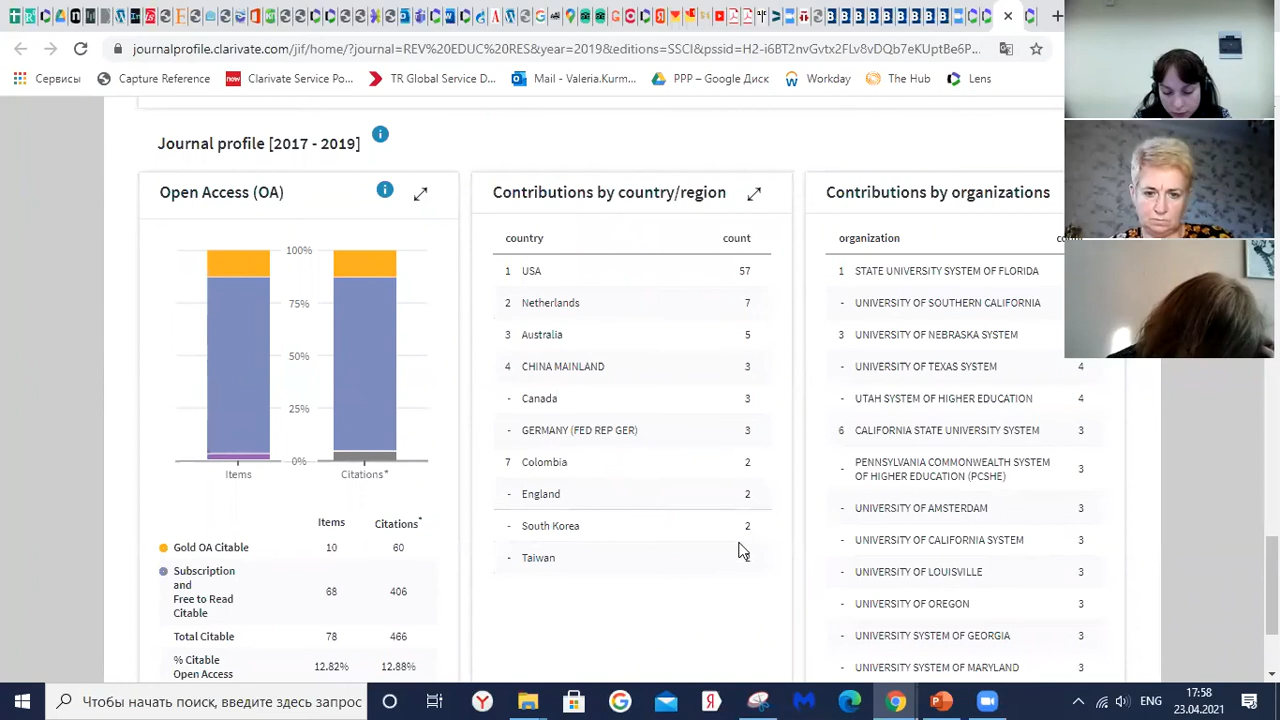 journalprofile.clarivate.com/jif/home/?journal=REV%20EDUC%20RES&year=2019&editions=SSCI&pssid=H2-i6BT2mGvtx2FLv8vDQb7eKUptBe6P...
Сервисы
Capture Reference
Clarivate Service Po...
TR Global Service D...
Mail - Valeria.Kurm...
PPP – Google Диск
Workday
The Hub
Lens
Journal profile [2017 - 2019]
Open Access (OA)
100%
75%
50%
25%
0%
Items
Citations*
Items Citations*
Gold OA Citable 10 60
Subscription
and
Free to Read
Citable
68 406
Total Citable 78 466
% Citable
Open Access
12.82% 12.88%
Contributions by country/region
country count
1 USA 57
2 Netherlands 7
3 Australia 5
4 CHINA MAINLAND 3
- Canada 3
- GERMANY (FED REP GER) 3
7 Colombia 2
- England 2
- South Korea 2
- Taiwan 2
Contributions by organizations
organization
1 STATE UNIVERSITY SYSTEM OF FLORIDA
- UNIVERSITY OF SOUTHERN CALIFORNIA
3 UNIVERSITY OF NEBRASKA SYSTEM
- UNIVERSITY OF TEXAS SYSTEM 4
- UTAH SYSTEM OF HIGHER EDUCATION 4
6 CALIFORNIA STATE UNIVERSITY SYSTEM 3
- PENNSYLVANIA COMMONWEALTH SYSTEM
OF HIGHER EDUCATION (PCSHE) 3
- UNIVERSITY OF AMSTERDAM 3
- UNIVERSITY OF CALIFORNIA SYSTEM 3
- UNIVERSITY OF LOUISVILLE 3
- UNIVERSITY OF OREGON 3
- UNIVERSITY SYSTEM OF GEORGIA 3
- UNIVERSITY SYSTEM OF MARYLAND 3
Чтобы начать поиск, введите здесь запрос
ENG
17:58
23.04.2021